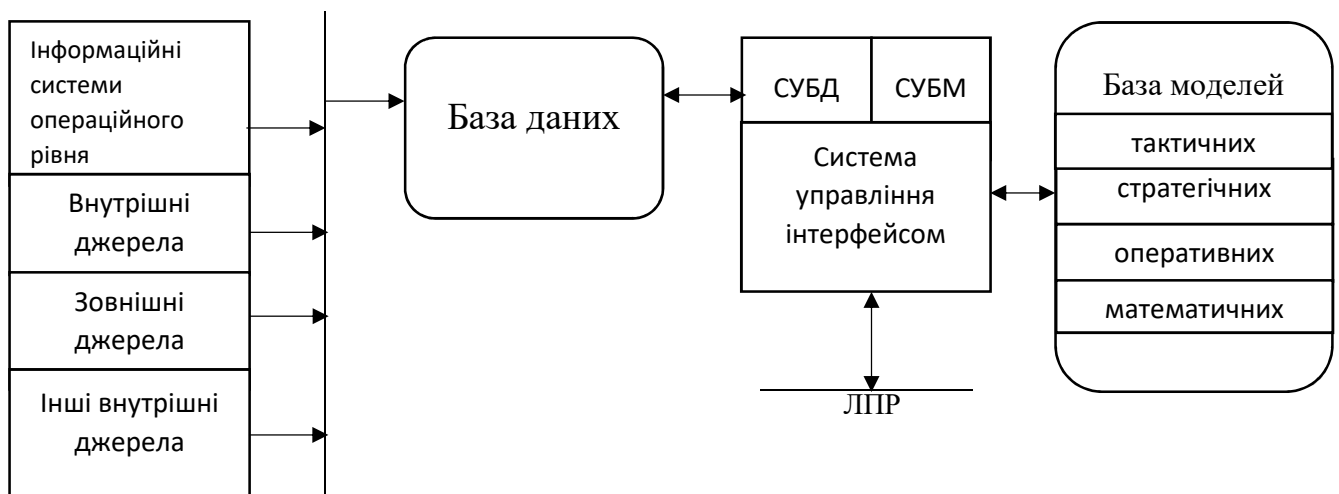 Інформаційні
системи
операційного
рівня
Внутрішні
джерела
Зовнішні
джерела
Інші внутрішні
джерела
База даних
СУБД
СУБМ
Система
управління
інтерфейсом
ЛПР
База моделей
тактичних
стратегічних
оперативних
математичних